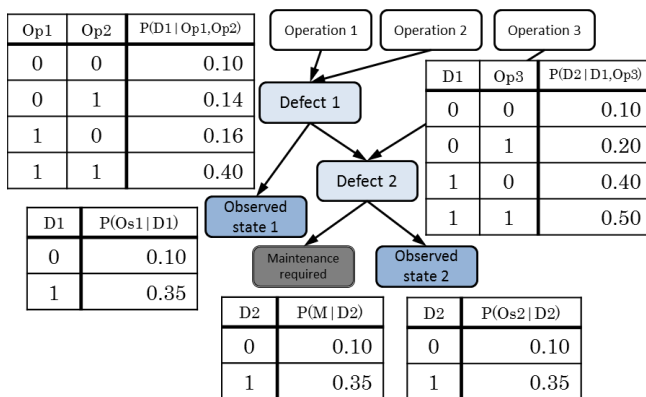 Operation 1
Operation 2
Operation 3
Op1 Op2 P(D1|Op1,Op2)
0 0 0.10
0 1 0.14
1 0 0.16
1 1 0.40
Defect 1
D1 Op3 P(D2|D1,Op3)
0 0 0.10
0 1 0.20
1 0 0.40
1 1 0.50
Defect 2
Observed
state 1
D1 P(Os1|D1)
0 0.10
1 0.35
Maintenance
required
Observed
state 2
D2 P(M|D2)
0 0.10
1 0.35
D2 P(Os2|D2)
0 0.10
1 0.35